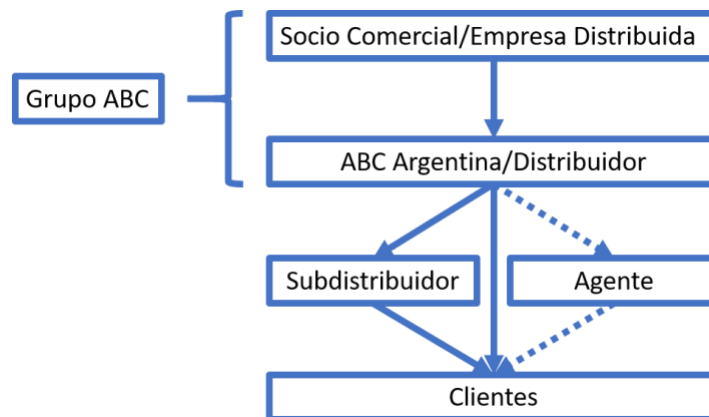 Socio Comercial/Empresa Distribuida
Grupo ABC
ABC Argentina/Distribuidor
Subdistribuidor
Agente
Clientes